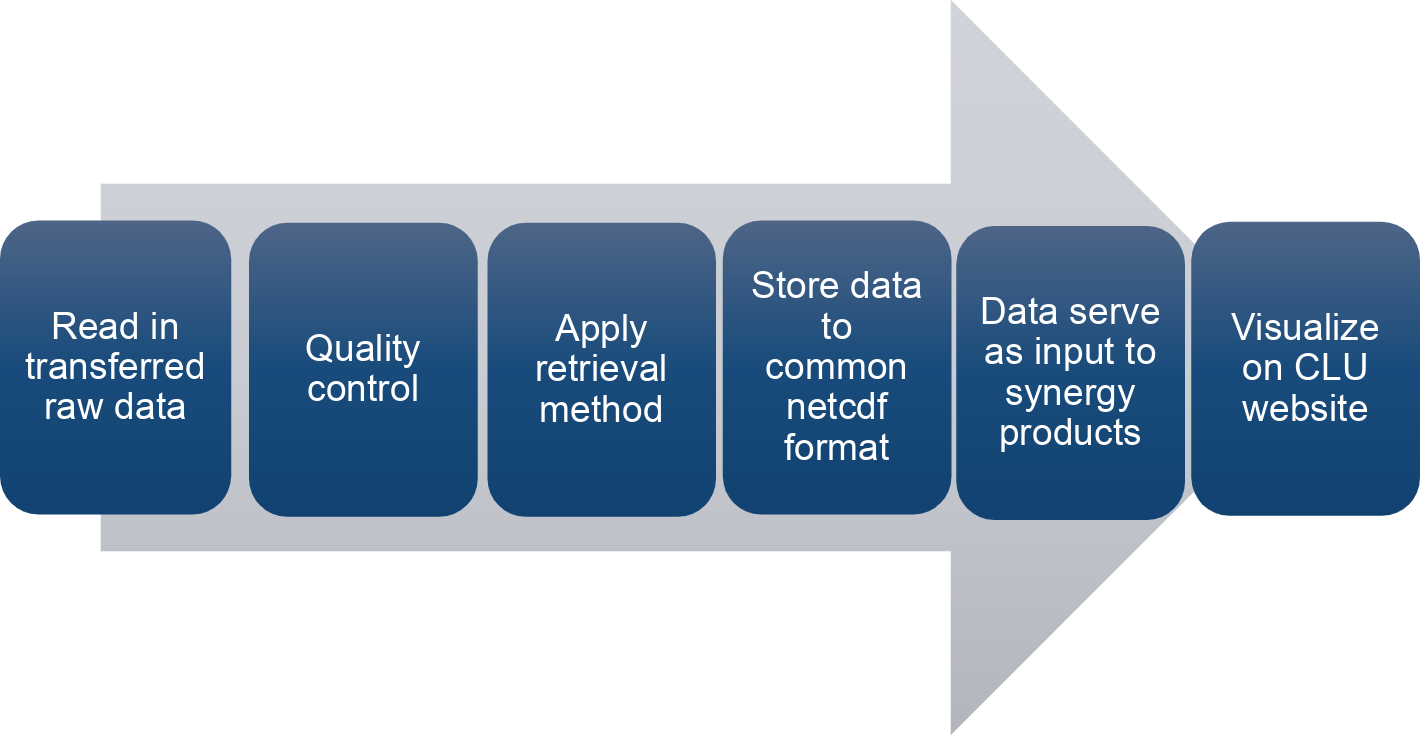 Read in
transferred
raw data
Quality
control
Apply
retrieval
method
Store data
to
common
netcdf
format
Data serve
as input to
synergy
products
Visualize
on CLU
website